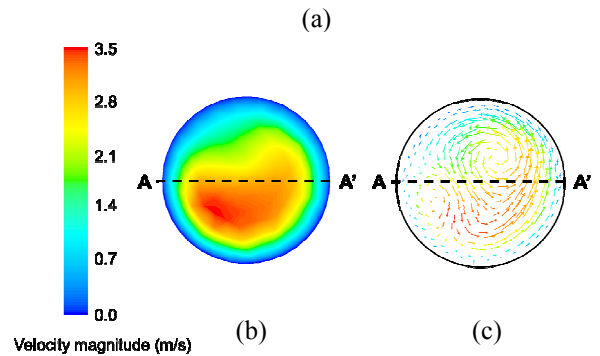 (a)
3.5
2.8
2.1
1.4
0.7
0.0
A A'
A A'
Velocity magnitude (m/s)
(b)
(c)